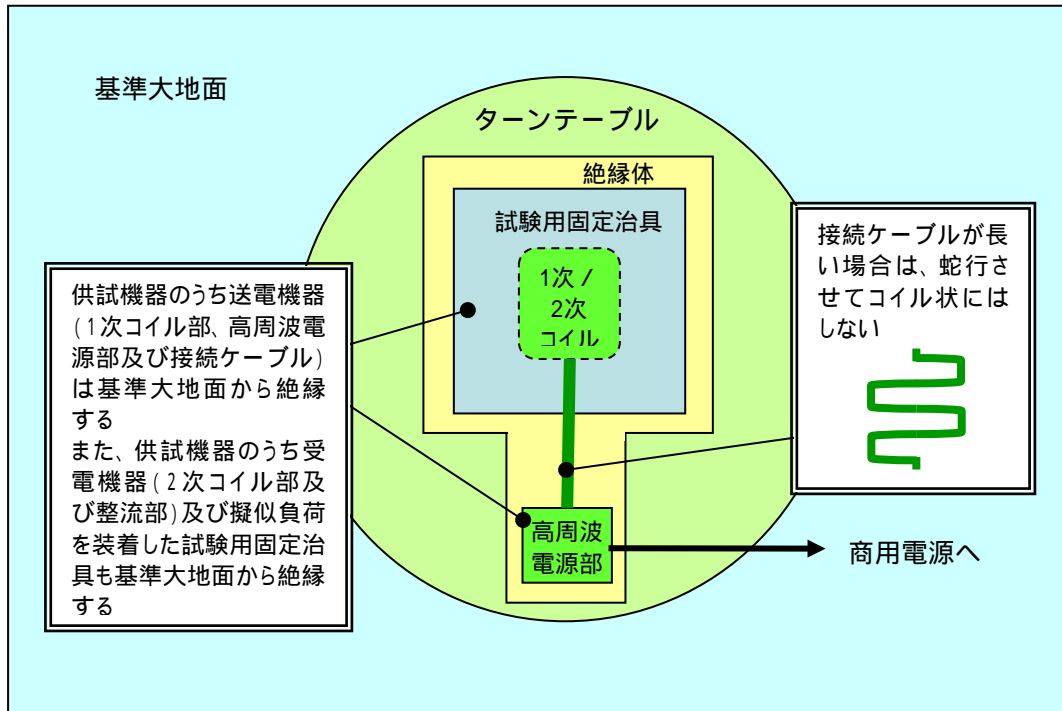 基準大地面
ターンテーブル
絶縁体
試験用固定治具
1次/
2次
コイル
供試機器のうち送電機器
(1次コイル部、高周波電
源部及び接続ケーブル)
は基準大地面から絶縁
する
また、供試機器のうち受
電機器(2次コイル部及
び整流部)及び擬似負荷
を装着した試験用固定治
具も基準大地面から絶縁
する
接続ケーブルが長
い場合は、蛇行さ
せてコイル状には
しない
高周波
電源部
商用電源へ